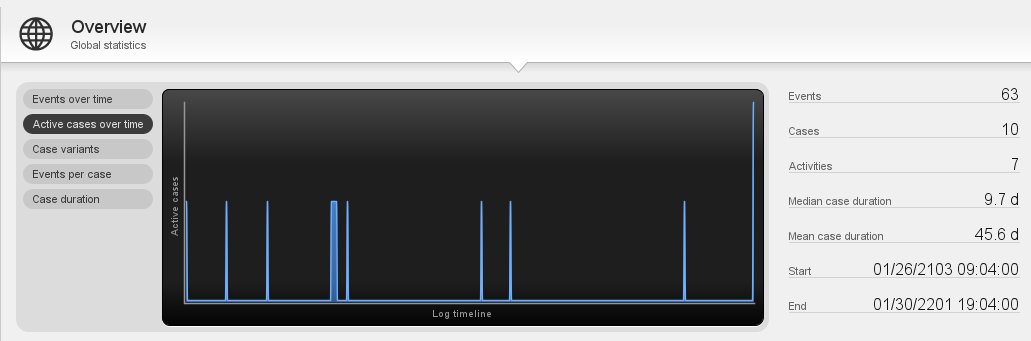 Overview
Global statistics
Events over time
Active cases over time
Case variants
Events per case
Case duration
Active cases
Log timeline
Events 63
Cases 10
Activities 7
Median case duration 9.7 d
Mean case duration 45.6 d
Start 01/26/2103 09:04:00
End 01/30/2201 19:04:00